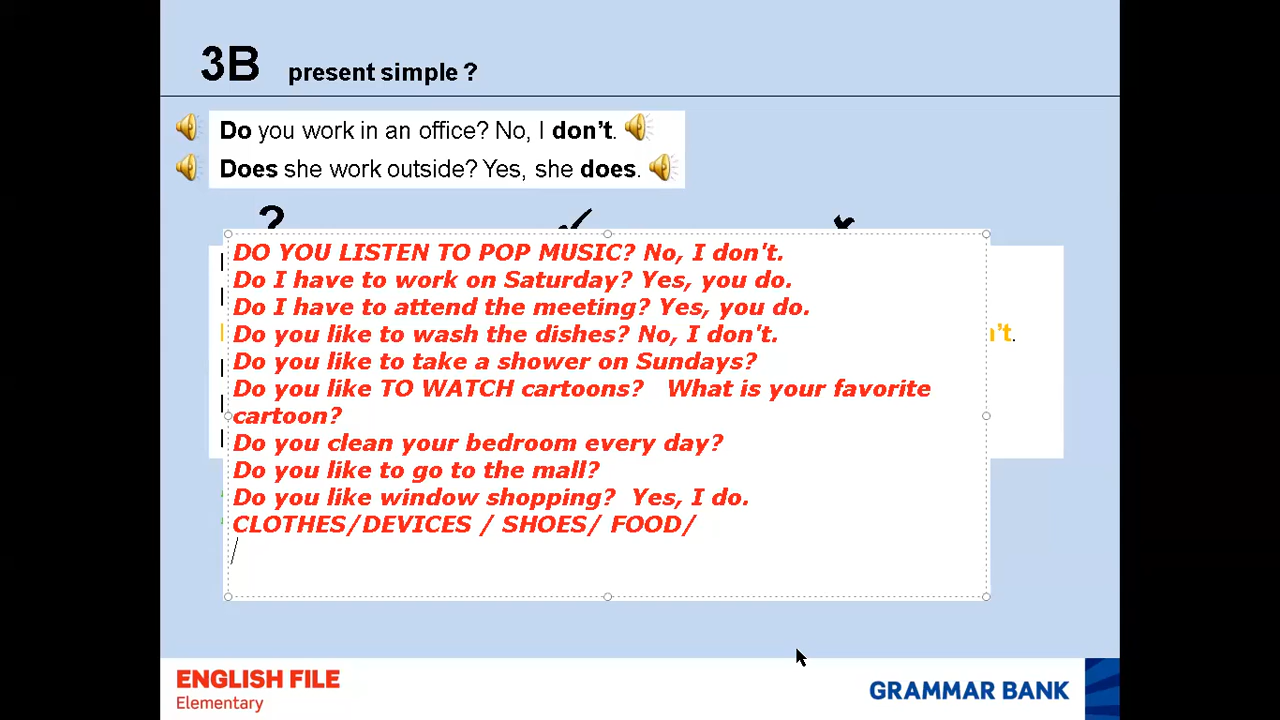 3B present simple ?
Do you work in an office? No, I don't.
Does she work outside? Yes, she does.
? ✓ ✗
DO YOU LISTEN TO POP MUSIC? No, I don't.
Do I have to work on Saturday? Yes, you do.
Do I have to attend the meeting? Yes, you do.
Do you like to wash the dishes? No, I don't.
Do you like to take a shower on Sundays?
Do you like TO WATCH cartoons? What is your favorite
cartoon?
Do you clean your bedroom every day?
Do you like to go to the mall?
Do you like window shopping? Yes, I do.
CLOTHES/DEVICES / SHOES/ FOOD/
ENGLISH FILE
Elementary
GRAMMAR BANK